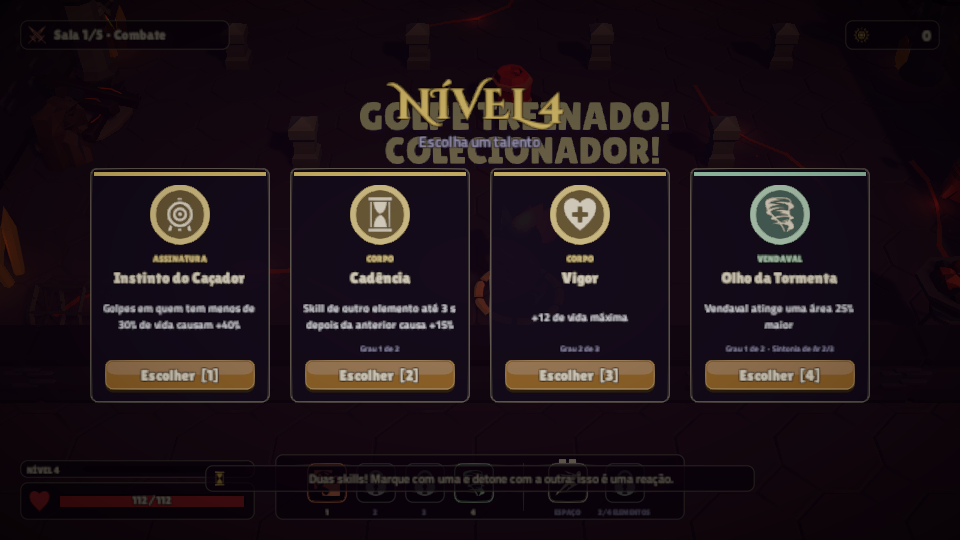 Sala 1/5 · Combate
0
NÍVEL 4
GOLPE TREINADO!
Escolha um talento
COLECIONADOR!
ASSINATURA
Instinto do Caçador
Golpes em quem tem menos de
30% de vida causam +40%
Escolher [1]
CORPO
Cadência
Skill de outro elemento até 3 s
depois da anterior causa +15%
Grau 1 de 2
Escolher [2]
CORPO
Vigor
+12 de vida máxima
Grau 2 de 3
Escolher [3]
VENDAVAL
Olho da Tormenta
Vendaval atinge uma área 25%
maior
Grau 1 de 2 · Sintonia de Ar 2/3
Escolher [4]
NÍVEL 4
112/112
Duas skills! Marque com uma e detone com a outra: isso é uma reação.
1
2
3
4
ESPAÇO
2/4 ELEMENTOS